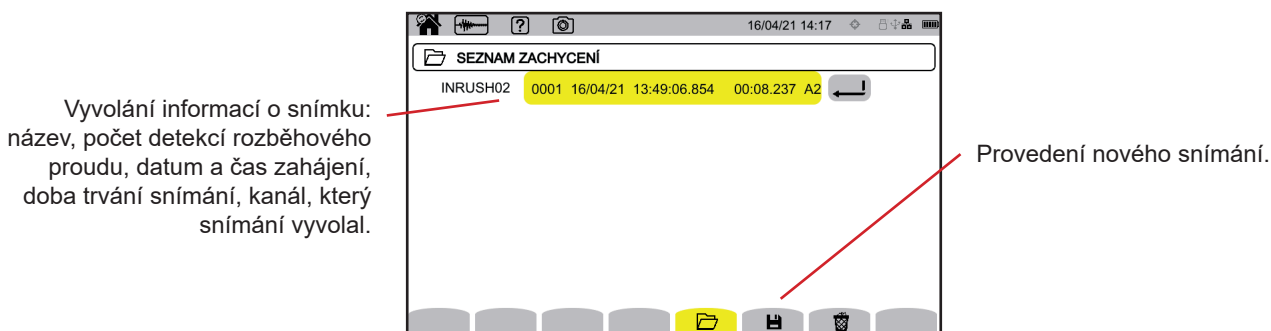 16/04/21 14:17
SEZNAM ZACHYCENÍ
INRUSH02 0001 16/04/21 13:49:06.854 00:08.237 A2
Vyvolání informací o snímku:
název, počet detekcí rozběhového
proudu, datum a čas zahájení,
doba trvání snímání, kanál, který
snímání vyvolal.
Provedení nového snímání.